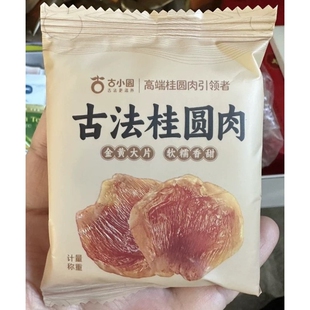 古小圆
高端桂圆肉引领者
古法桂圆肉
金黄大片 软糯香甜
计量
称重